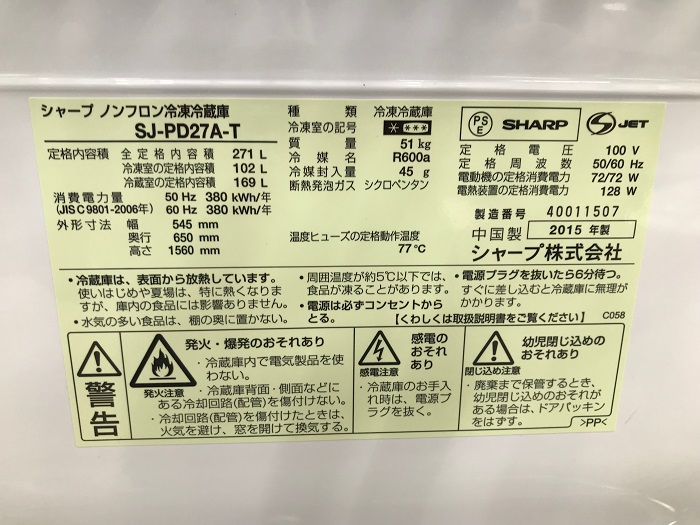 シャープ ノンフロン冷凍冷蔵庫
SJ-PD27A-T
定格内容積 全定格内容積 271 L
冷凍室の定格内容積 102 L
冷蔵室の定格内容積 169 L
消費電力量 50 Hz 380 kWh/年
(JIS C 9801-2006年) 60 Hz 380 kWh/年
外形寸法 幅 545 mm
奥行 650 mm
高さ 1560 mm
種類 冷凍冷蔵庫
冷凍室の記号 * ***
質量 51 kg
冷媒名 R600a
冷媒封入量 45 g
断熱発泡ガス シクロペンタン
温度ヒューズの定格動作温度
77℃
PS
E
SHARP
JET
定格電圧 100 V
定格周波数 50/60 Hz
電動機の定格消費電力 72/72 W
電熱装置の定格消費電力 128 W
製造番号 40011507
中国製 2015 年製
シャープ株式会社
・冷蔵庫は、表面から放熱しています。
使いはじめや夏場は、特に熱くなりま
すが、庫内の食品には影響ありません。
・水気の多い食品は、棚の奥に置かない。
・周囲温度が約5℃以下では、
食品が凍ることがあります。
・電源は必ずコンセントから
とる。
・電源プラグを抜いたら6分待つ。
すぐに差し込むと冷蔵庫に無理が
かかります。
【くわしくは取扱説明書をご覧ください】
C058
警告
発火・爆発のおそれあり
発火注意
・冷蔵庫内で電気製品を使
わない。
・冷蔵庫背面・側面などに
ある冷却回路(配管)を傷付けない。
・冷却回路(配管)を傷付けたときは、
火気を避け、窓を開けて換気する。
感電の
おそれ
あり
感電注意
・冷蔵庫のお手入
れ時は、電源プ
ラグを抜く。
幼児閉じ込めの
おそれあり
閉じ込め注意
・廃棄まで保管するとき、
幼児閉じ込めのおそれが
ある場合は、ドアパッキン
をはずす。
>PP<